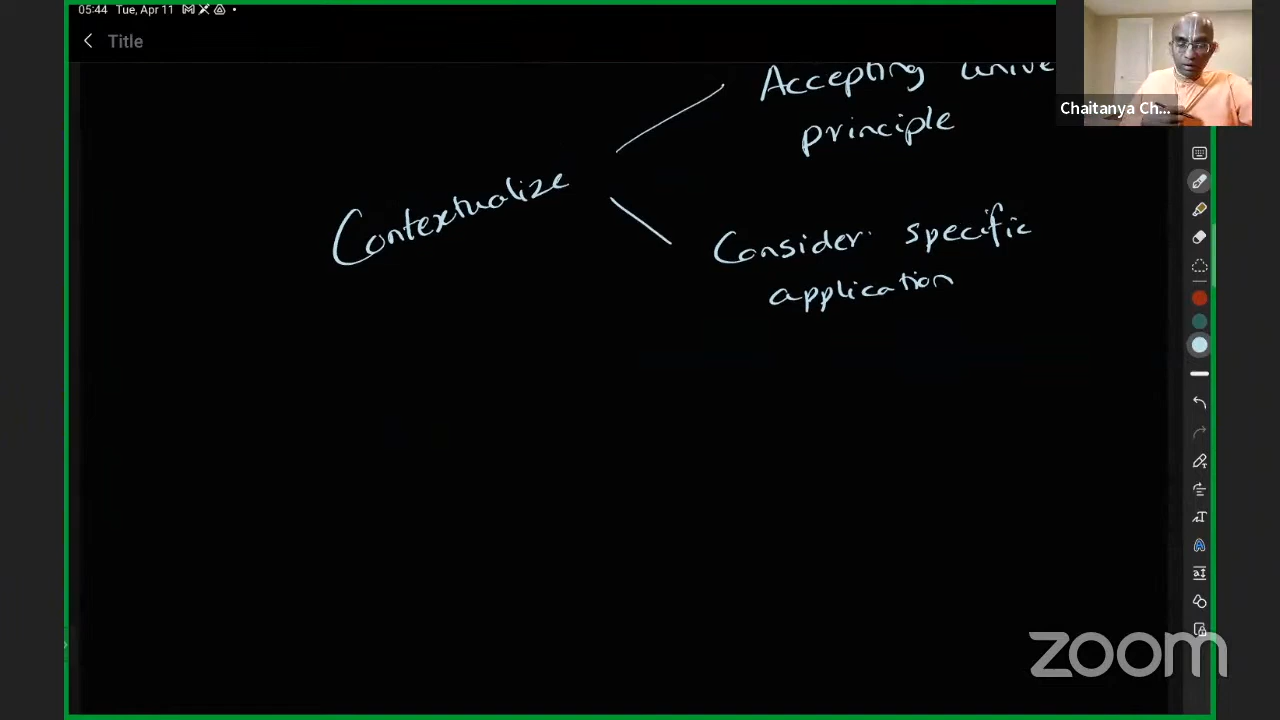 05:44 Tue, Apr 11
Title
Chaitanya Ch...
Accepting
principle
Contextualize
Consider specific
application
zoom